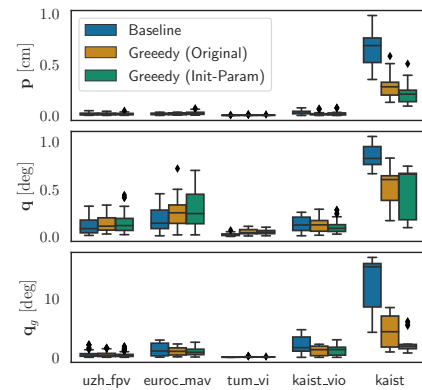 1.0
0.5
0.0
p [cm]
Baseline
Greeedy (Original)
Greeedy (Init-Param)
1.0
0.5
0.0
q [deg]
10
0
q_g [deg]
uzh_fpv euroc_mav tum_vi kaist_vio kaist